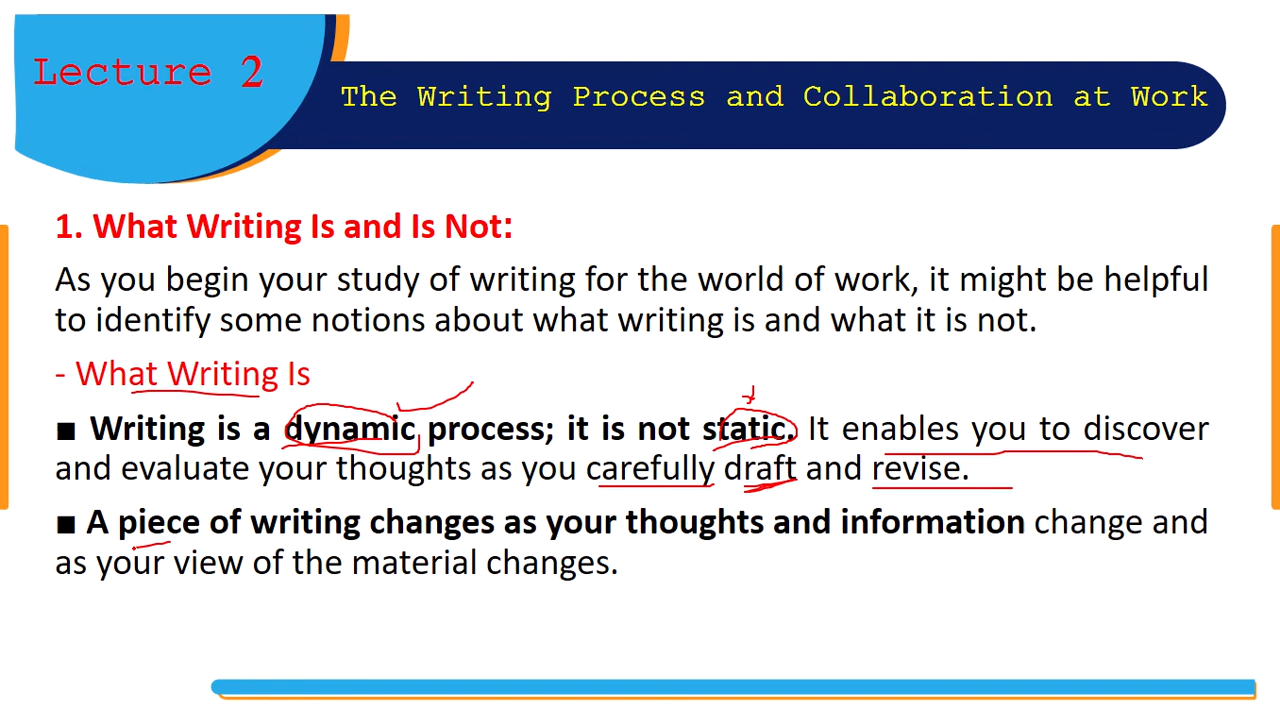 Lecture 2
The Writing Process and Collaboration at Work
1. What Writing Is and Is Not:
As you begin your study of writing for the world of work, it might be helpful
to identify some notions about what writing is and what it is not.
- What Writing Is
■ Writing is a dynamic process; it is not static. It enables you to discover
and evaluate your thoughts as you carefully draft and revise.
■ A piece of writing changes as your thoughts and information change and
as your view of the material changes.